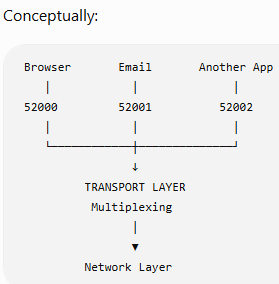 Conceptually:
Browser Email Another App
52000 52001 52002
TRANSPORT LAYER
Multiplexing
Network Layer